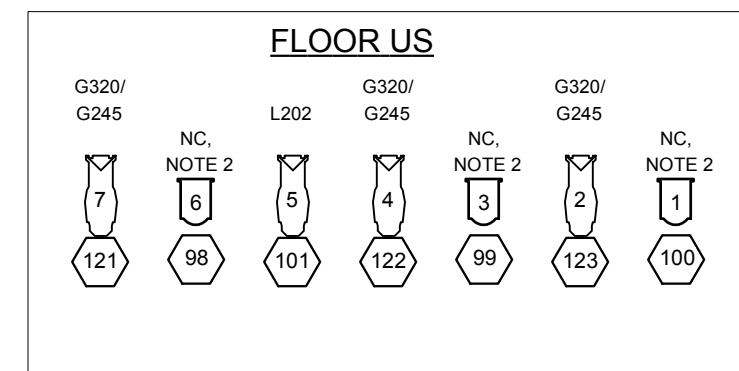 FLOOR US
G320/ G320/ G320/
G245 L202 G245 G245
NC, NC, NC,
NOTE 2 NOTE 2 NOTE 2
7 6 5 4 3 2 1
121 98 101 122 99 123 100